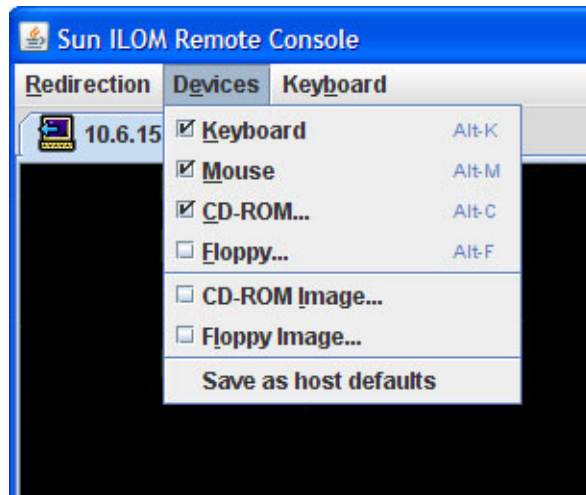 Sun ILOM Remote Console
Redirection Devices Keyboard
10.6.15
Keyboard Alt-K
Mouse Alt-M
CD-ROM... Alt-C
Floppy... Alt-F
CD-ROM Image...
Floppy Image...
Save as host defaults